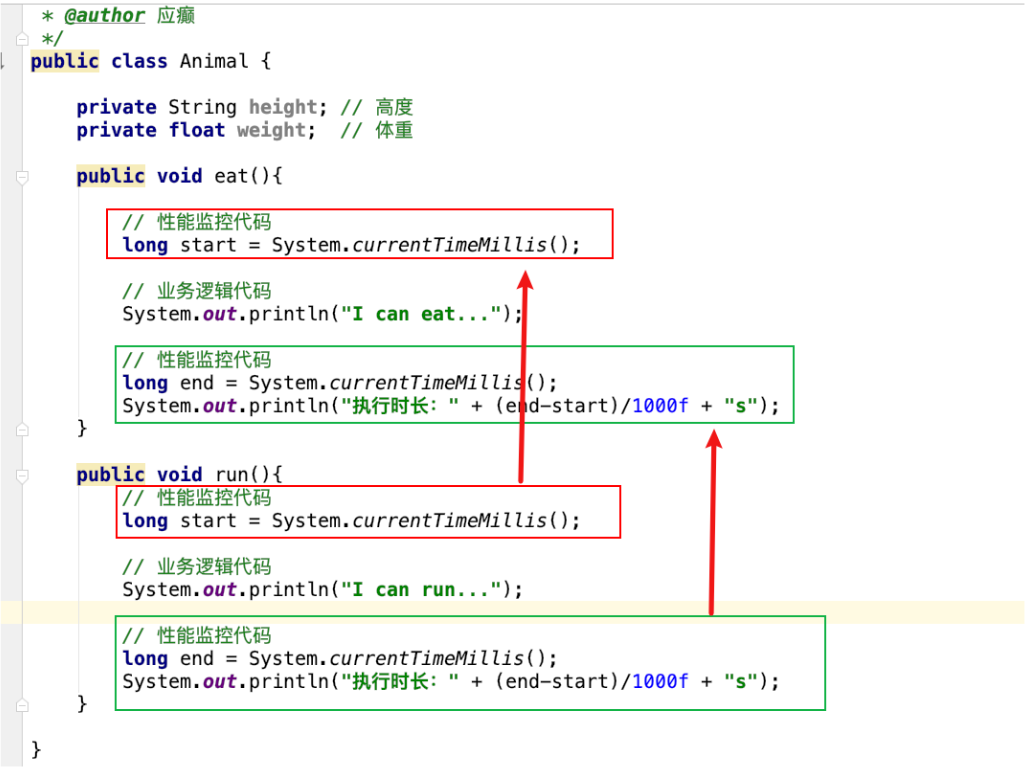 * @author 应癫
*/
public class Animal {
private String height; // 高度
private float weight;  // 体重
public void eat(){
// 性能监控代码
long start = System.currentTimeMillis();
// 业务逻辑代码
System.out.println("I can eat...");
// 性能监控代码
long end = System.currentTimeMillis();
System.out.println("执行时长：" + (end-start)/1000f + "s");
}
public void run(){
// 性能监控代码
long start = System.currentTimeMillis();
// 业务逻辑代码
System.out.println("I can run...");
// 性能监控代码
long end = System.currentTimeMillis();
System.out.println("执行时长：" + (end-start)/1000f + "s");
}
}